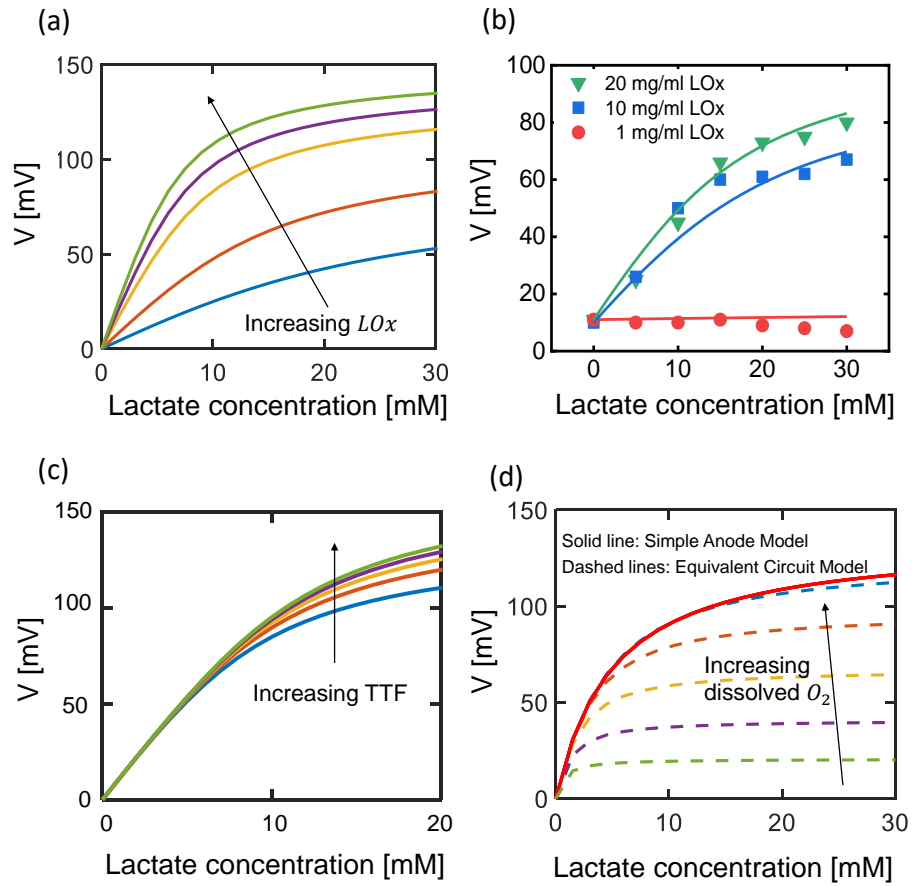 (a)
150
100
50
0
V [mV]
Increasing LOx
0 10 20 30
Lactate concentration [mM]
(b)
100
80
60
40
20
0
V [mV]
20 mg/ml LOx
10 mg/ml LOx
1 mg/ml LOx
0 10 20 30
Lactate concentration [mM]
(c)
150
100
50
0
V [mV]
Increasing TTF
0 10 20
Lactate concentration [mM]
(d)
150
100
50
0
V [mV]
Solid line: Simple Anode Model
Dashed lines: Equivalent Circuit Model
Increasing
dissolved O₂
0 10 20 30
Lactate concentration [mM]